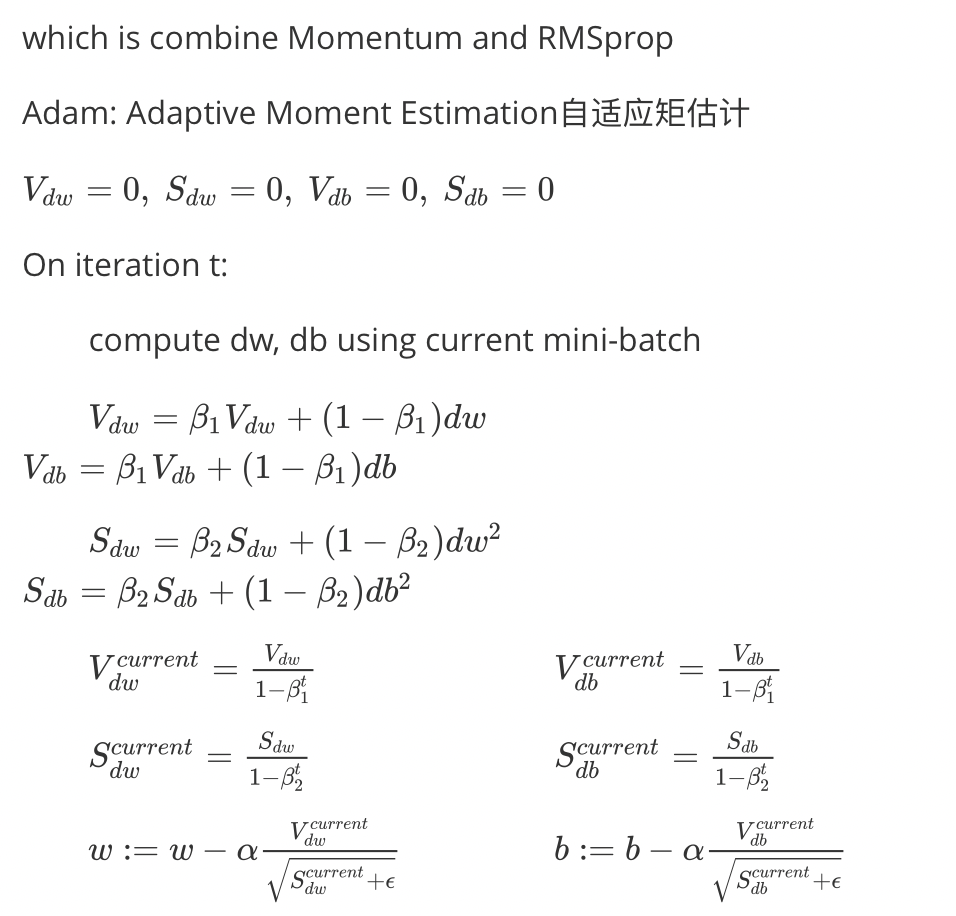 which is combine Momentum and RMSprop
Adam: Adaptive Moment Estimation自适应矩估计
$V_{dw} = 0,\ S_{dw} = 0,\ V_{db} = 0,\ S_{db} = 0$
On iteration t:
compute dw, db using current mini-batch
$V_{dw} = \beta_1 V_{dw} + (1 - \beta_1)dw$
$V_{db} = \beta_1 V_{db} + (1 - \beta_1)db$
$S_{dw} = \beta_2 S_{dw} + (1 - \beta_2)dw^2$
$S_{db} = \beta_2 S_{db} + (1 - \beta_2)db^2$
$V_{dw}^{current} = \frac{V_{dw}}{1-\beta_1^t}$ $V_{db}^{current} = \frac{V_{db}}{1-\beta_1^t}$
$S_{dw}^{current} = \frac{S_{dw}}{1-\beta_2^t}$ $S_{db}^{current} = \frac{S_{db}}{1-\beta_2^t}$
$w := w - \alpha\frac{V_{dw}^{current}}{\sqrt{S_{dw}^{current}+\epsilon}}$ $b := b - \alpha\frac{V_{db}^{current}}{\sqrt{S_{db}^{current}+\epsilon}}$